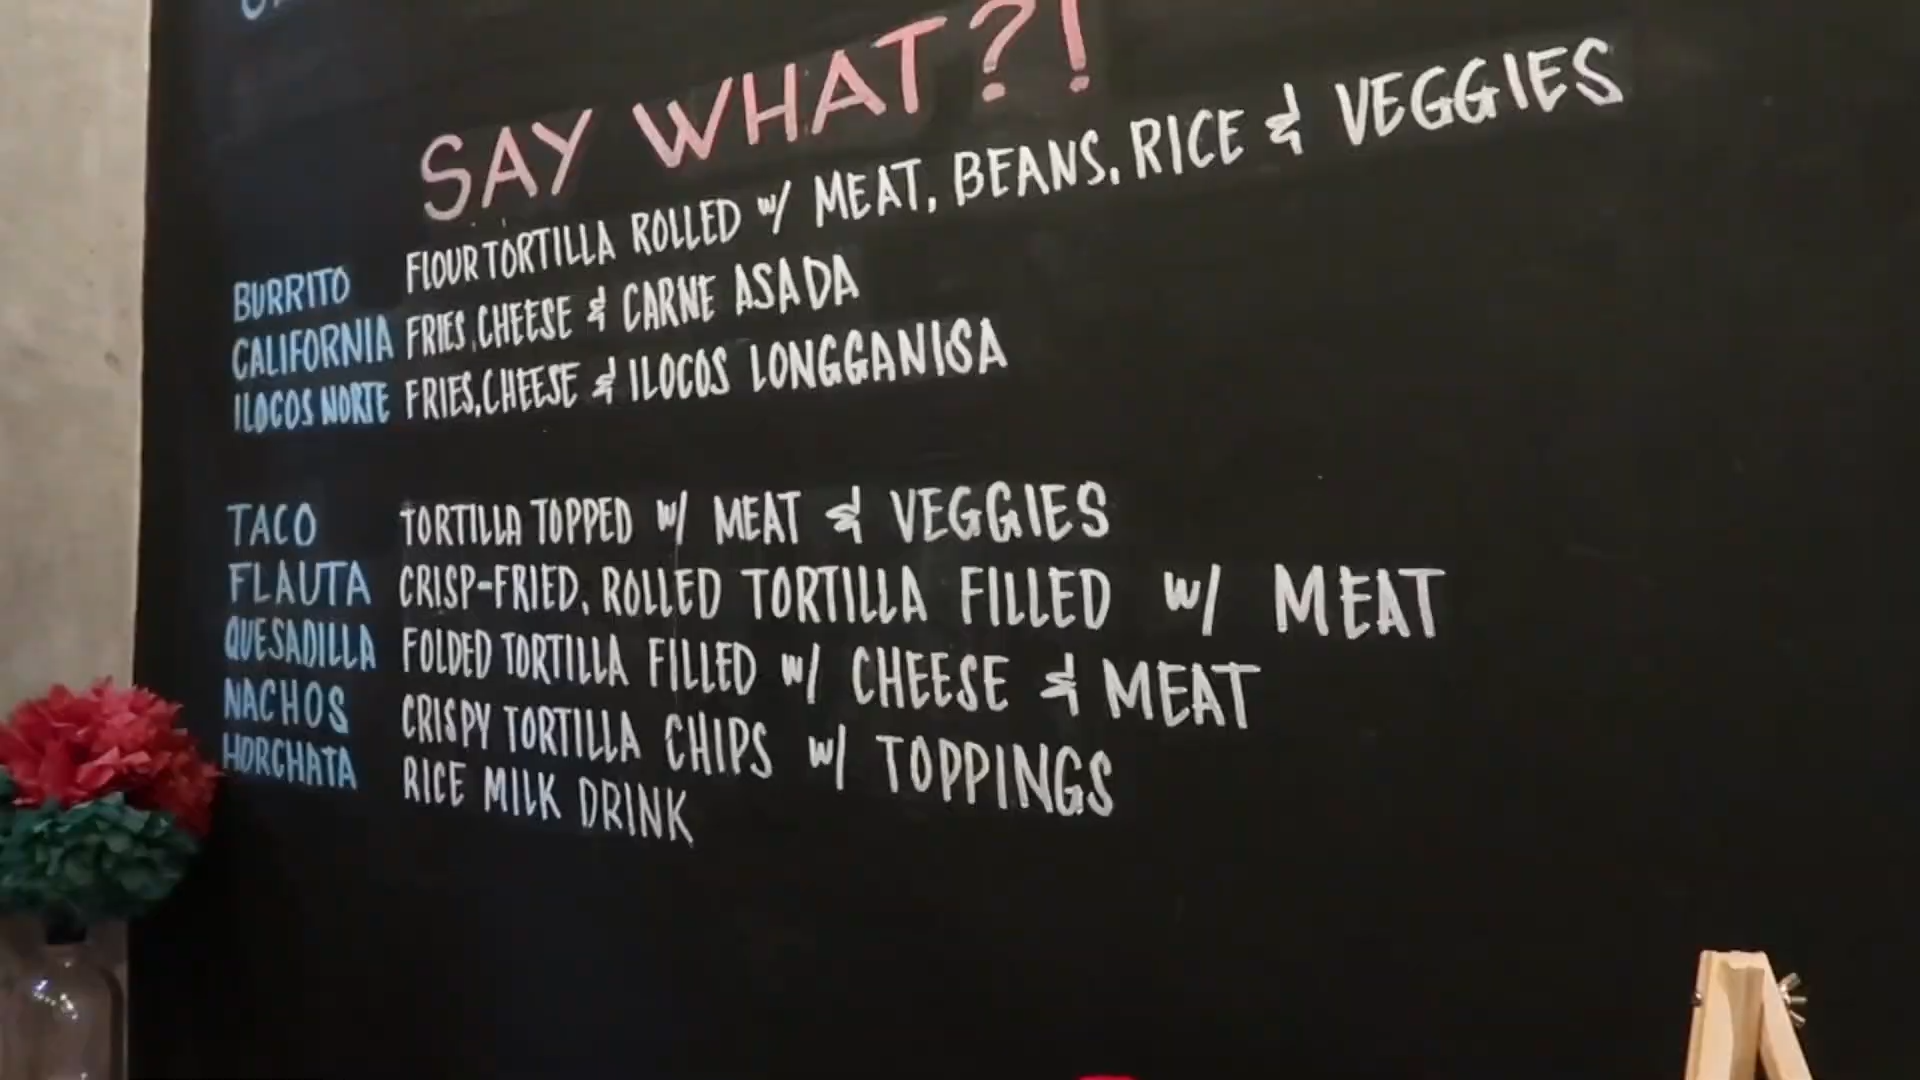 SAY WHAT?!
BURRITO FLOUR TORTILLA ROLLED w/ MEAT, BEANS, RICE & VEGGIES
CALIFORNIA FRIES, CHEESE & CARNE ASADA
ILOCOS NORTE FRIES, CHEESE & ILOCOS LONGGANISA
TACO TORTILLA TOPPED w/ MEAT & VEGGIES
FLAUTA CRISP-FRIED, ROLLED TORTILLA FILLED w/ MEAT
QUESADILLA FOLDED TORTILLA FILLED w/ CHEESE & MEAT
NACHOS CRISPY TORTILLA CHIPS w/ TOPPINGS
HORCHATA RICE MILK DRINK